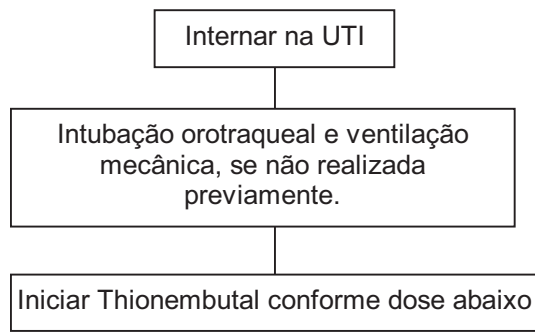 Internar na UTI
Intubação orotraqueal e ventilação
mecânica, se não realizada
previamente.
Iniciar Thionembutal conforme dose abaixo